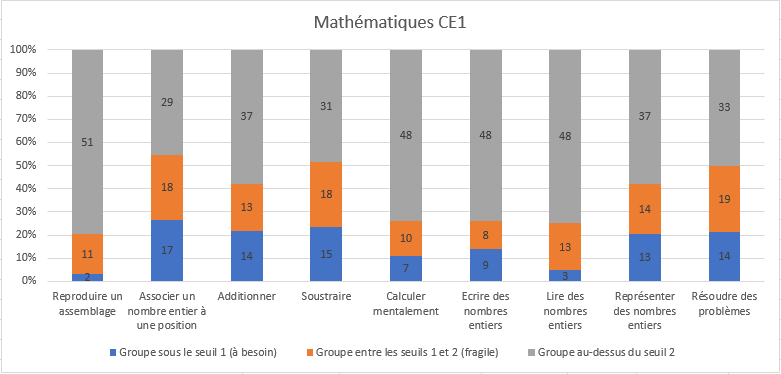 Mathématiques CE1
100%
90%
80%
70%
60%
50%
40%
30%
20%
10%
0%
51 29 37 31 48 48 48 37 33
11 18 13 18 10 8 13 14 19
2 17 14 15 7 9 3 13 14
Reproduire un assemblage
Associer un nombre entier à une position
Additionner
Soustraire
Calculer mentalement
Ecrire des nombres entiers
Lire des nombres entiers
Représenter des nombres entiers
Résoudre des problèmes
Groupe sous le seuil 1 (à besoin) Groupe entre les seuils 1 et 2 (fragile) Groupe au-dessus du seuil 2